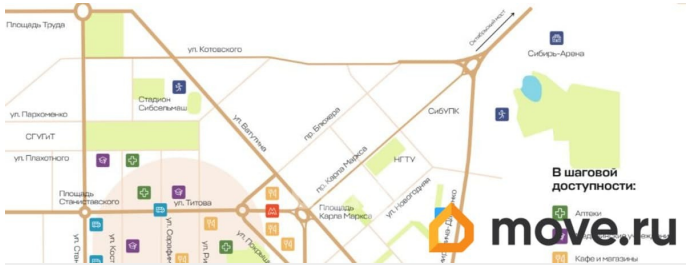 Площадь Труда
Октябрьский мост
ул. Котовского
Сибирь-Арена
Стадион
Сибсельмаш
ул. Пархоменко
ул. Ватутина
пр. Блюхера
СибУПК
СГУГиТ
ул. Плахотного
пр. Карла Маркса
НГТУ
В шаговой
доступности:
Площадь
Станиславского
ул. Титова
ул. Новогодняя
Площадь
Карла Маркса
Аптеки
move.ru
Кафе и магазины